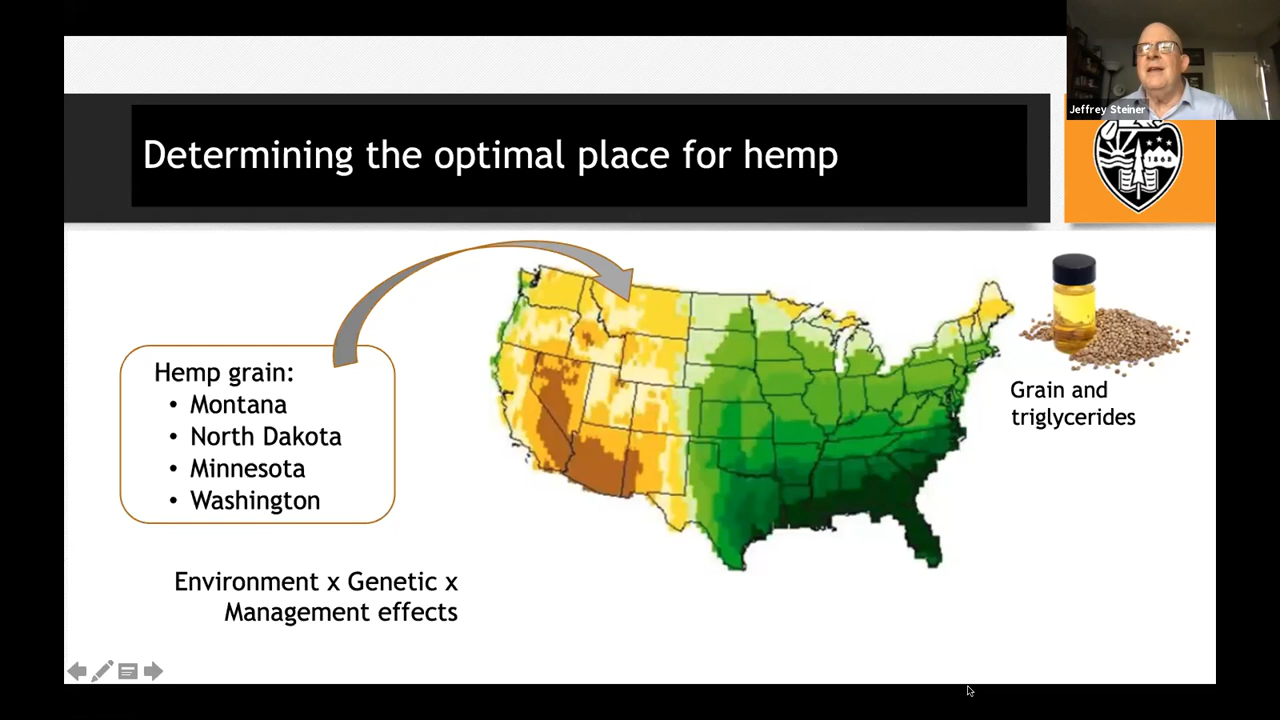 Jeffrey Steiner
Determining the optimal place for hemp
1868
Hemp grain:
• Montana
• North Dakota
• Minnesota
• Washington
Grain and
triglycerides
Environment x Genetic x
Management effects